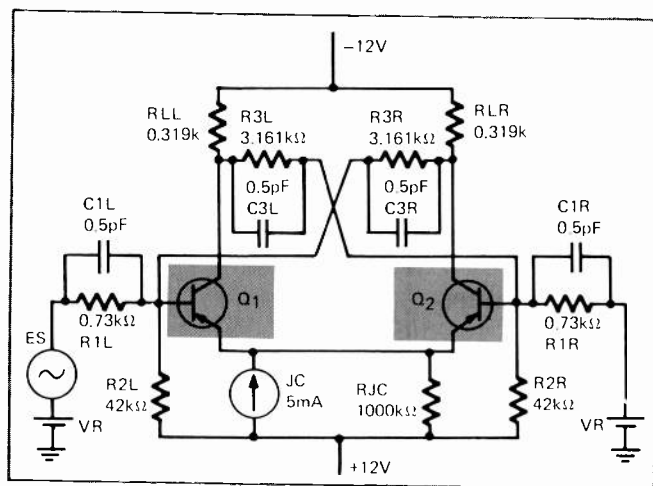 −12V
RLL
0.319k
R3L
3.161kΩ
R3R
3.161kΩ
RLR
0.319k
0.5pF
C3L
0.5pF
C3R
C1L
0.5pF
C1R
0.5pF
Q1
Q2
0.73kΩ
R1L
0.73kΩ
R1R
ES
VR
R2L
42kΩ
JC
5mA
RJC
1000kΩ
R2R
42kΩ
VR
+12V